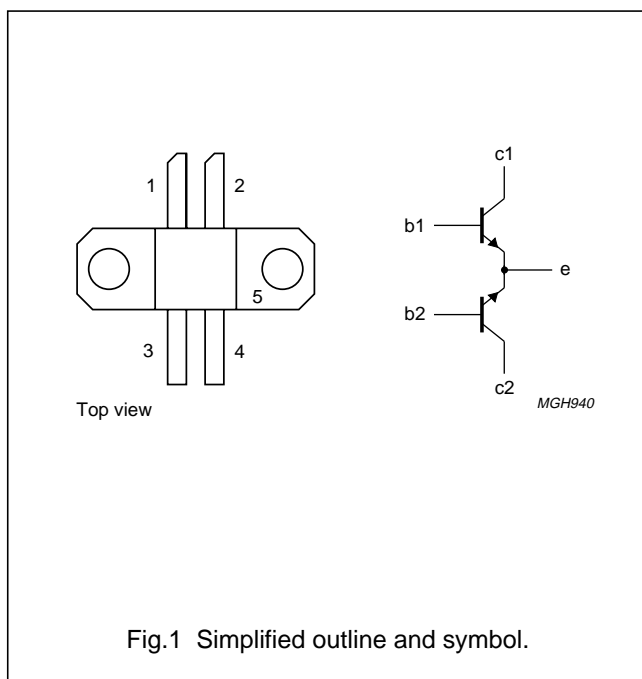 1
2
5
3
4
Top view
c1
b1
e
b2
c2
MGH940
Fig.1 Simplified outline and symbol.